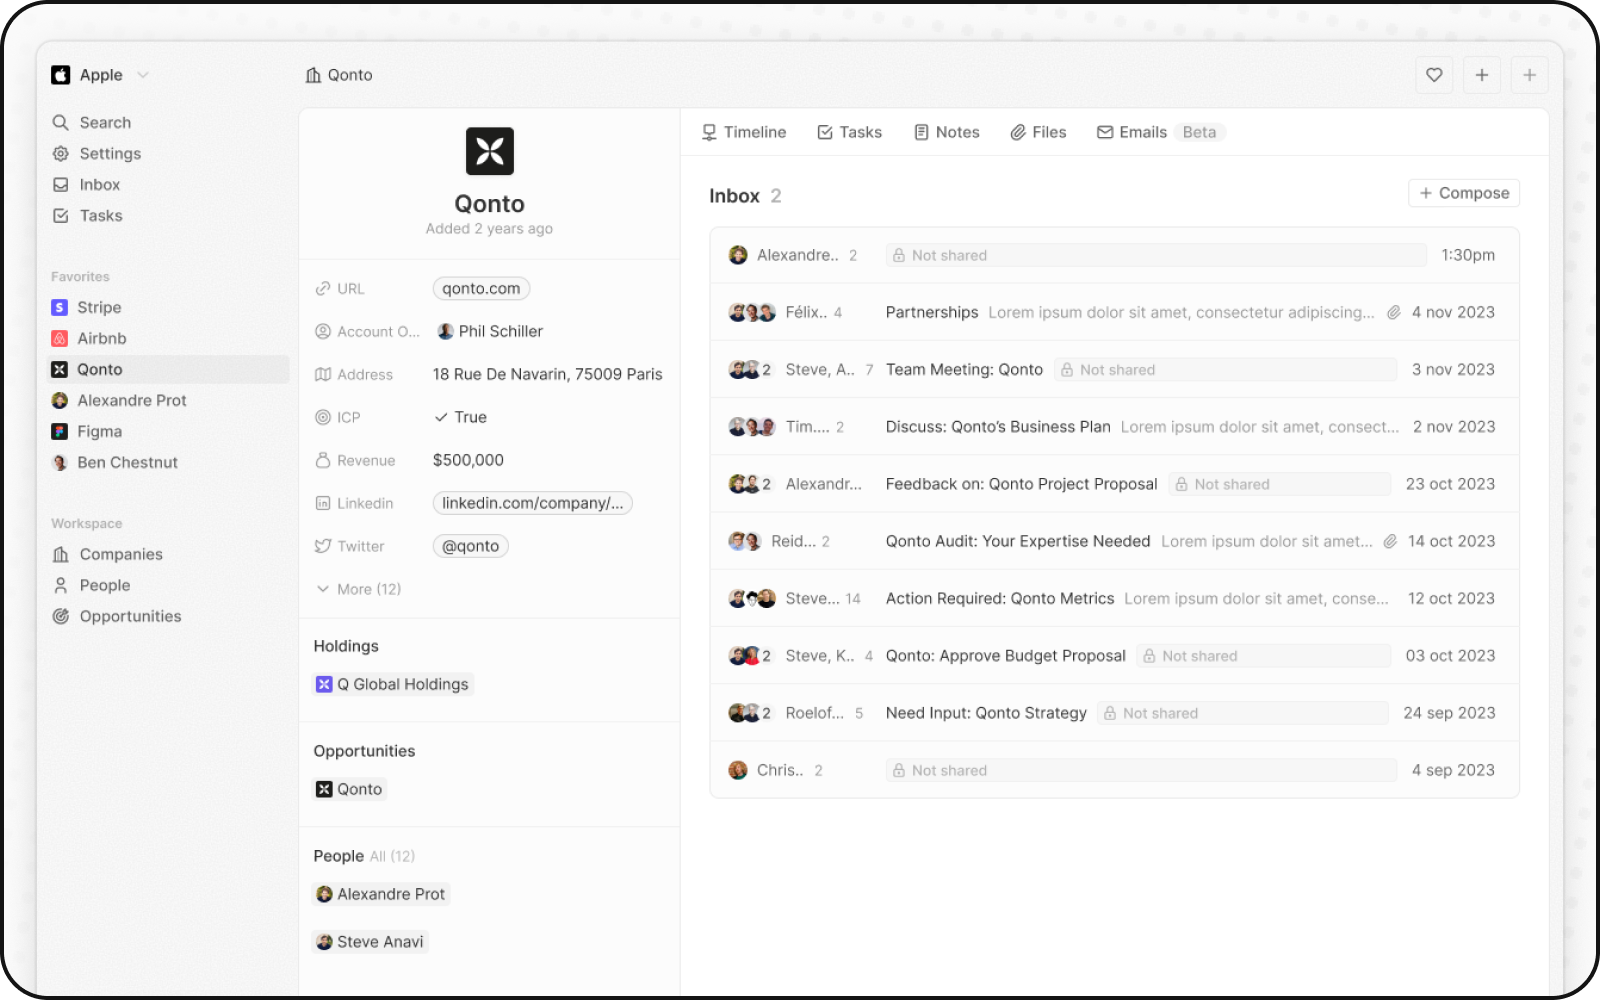 Apple
Search
Settings
Inbox
Tasks
Favorites
Stripe
Airbnb
Qonto
Alexandre Prot
Figma
Ben Chestnut
Workspace
Companies
People
Opportunities
Qonto
Qonto
Added 2 years ago
URL qonto.com
Account O... Phil Schiller
Address 18 Rue De Navarin, 75009 Paris
ICP True
Revenue $500,000
Linkedin linkedin.com/company/...
Twitter @qonto
More (12)
Holdings
Q Global Holdings
Opportunities
Qonto
People All (12)
Alexandre Prot
Steve Anavi
Timeline Tasks Notes Files Emails Beta
Inbox 2 + Compose
Alexandre.. 2 Not shared 1:30pm
Félix.. 4 Partnerships Lorem ipsum dolor sit amet, consectetur adipiscing... 4 nov 2023
2 Steve, A.. 7 Team Meeting: Qonto Not shared 3 nov 2023
Tim.... 2 Discuss: Qonto’s Business Plan Lorem ipsum dolor sit amet, consect... 2 nov 2023
2 Alexandr... Feedback on: Qonto Project Proposal Not shared 23 oct 2023
Reid... 2 Qonto Audit: Your Expertise Needed Lorem ipsum dolor sit amet... 14 oct 2023
Steve... 14 Action Required: Qonto Metrics Lorem ipsum dolor sit amet, conse... 12 oct 2023
2 Steve, K.. 4 Qonto: Approve Budget Proposal Not shared 03 oct 2023
2 Roelof... 5 Need Input: Qonto Strategy Not shared 24 sep 2023
Chris.. 2 Not shared 4 sep 2023